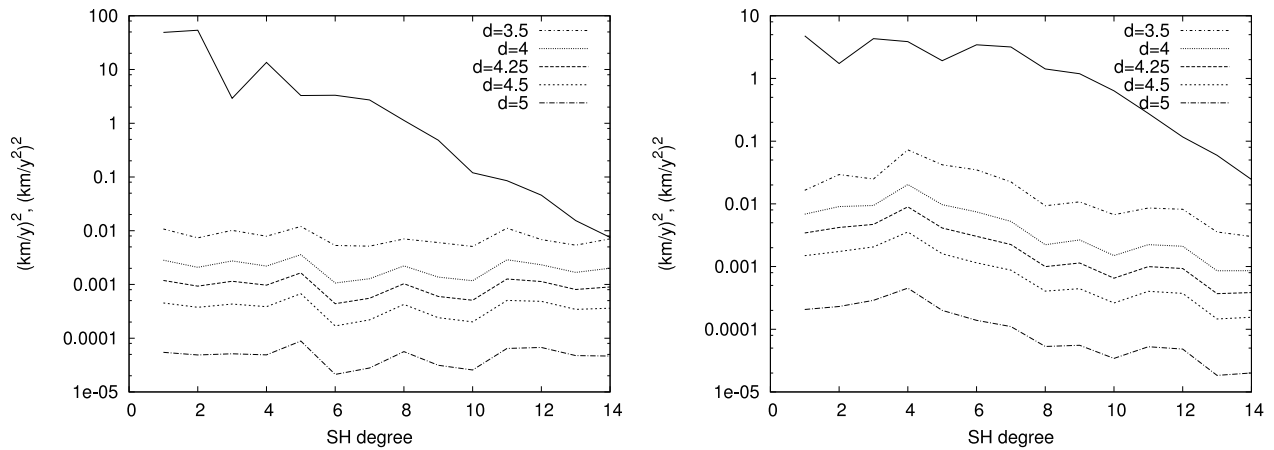 100
10
1
0.1
0.01
0.001
0.0001
1e-05
(km/y)², (km/y²)²
d=3.5
d=4
d=4.25
d=4.5
d=5
0 2 4 6 8 10 12 14
SH degree
10
1
0.1
0.01
0.001
0.0001
1e-05
(km/y)², (km/y²)²
d=3.5
d=4
d=4.25
d=4.5
d=5
0 2 4 6 8 10 12 14
SH degree